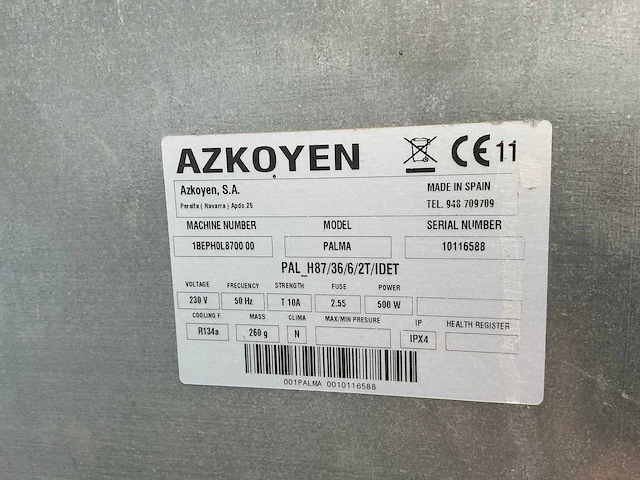 AZKOYEN CE 11
Azkoyen, S.A. MADE IN SPAIN
Peralta ( Navarra ) Apdo.25 TEL. 948 709709
MACHINE NUMBER MODEL SERIAL NUMBER
1BEPH0L8700 00 PALMA 10116588
PAL_H87/36/6/2T/IDET
VOLTAGE FRECUENCY STRENGTH FUSE POWER
230 V 50 Hz T 10A 2.55 500 W
COOLING F. MASS CLIMA MAX/MIN PRESURE IP HEALTH REGISTER
R134a 260 g N IPX4
001PALMA 0010116588